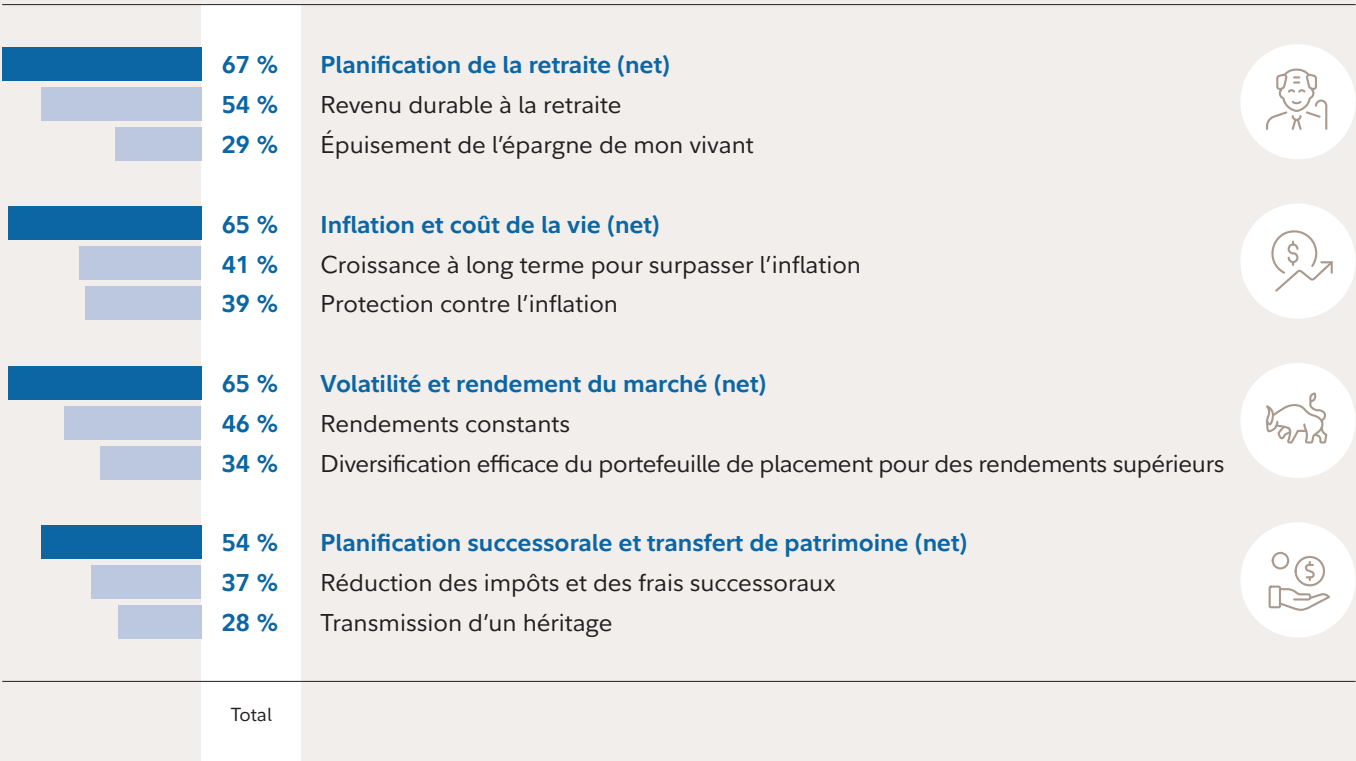 67 % Planification de la retraite (net)
54 % Revenu durable à la retraite
29 % Épuisement de l’épargne de mon vivant
65 % Inflation et coût de la vie (net)
41 % Croissance à long terme pour surpasser l’inflation
39 % Protection contre l’inflation
65 % Volatilité et rendement du marché (net)
46 % Rendements constants
34 % Diversification efficace du portefeuille de placement pour des rendements supérieurs
54 % Planification successorale et transfert de patrimoine (net)
37 % Réduction des impôts et des frais successoraux
28 % Transmission d’un héritage
Total